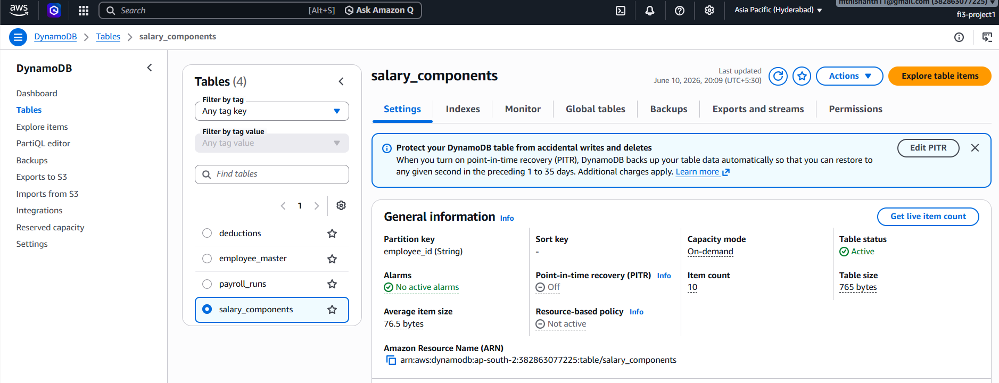 aws
Search [Alt+S] Ask Amazon Q
Asia Pacific (Hyderabad)
fi3-project1
DynamoDB > Tables > salary_components
DynamoDB
Dashboard
Tables
Explore items
PartiQL editor
Backups
Exports to S3
Imports from S3
Integrations
Reserved capacity
Settings
Tables (4)
Filter by tag
Any tag key
Filter by tag value
Any tag value
Find tables
1
deductions
employee_master
payroll_runs
salary_components
salary_components
Last updated
June 10, 2026, 20:09 (UTC+5:30)
Actions
Explore table items
Settings Indexes Monitor Global tables Backups Exports and streams Permissions
Protect your DynamoDB table from accidental writes and deletes
When you turn on point-in-time recovery (PITR), DynamoDB backs up your table data automatically so that you can restore to
any given second in the preceding 1 to 35 days. Additional charges apply. Learn more
Edit PITR
General information Info
Get live item count
Partition key
employee_id (String)
Sort key
-
Capacity mode
On-demand
Table status
Active
Alarms
No active alarms
Point-in-time recovery (PITR) Info
Off
Item count
10
Table size
765 bytes
Average item size
76.5 bytes
Resource-based policy Info
Not active
Amazon Resource Name (ARN)
arn:aws:dynamodb:ap-south-2:382863077225:table/salary_components